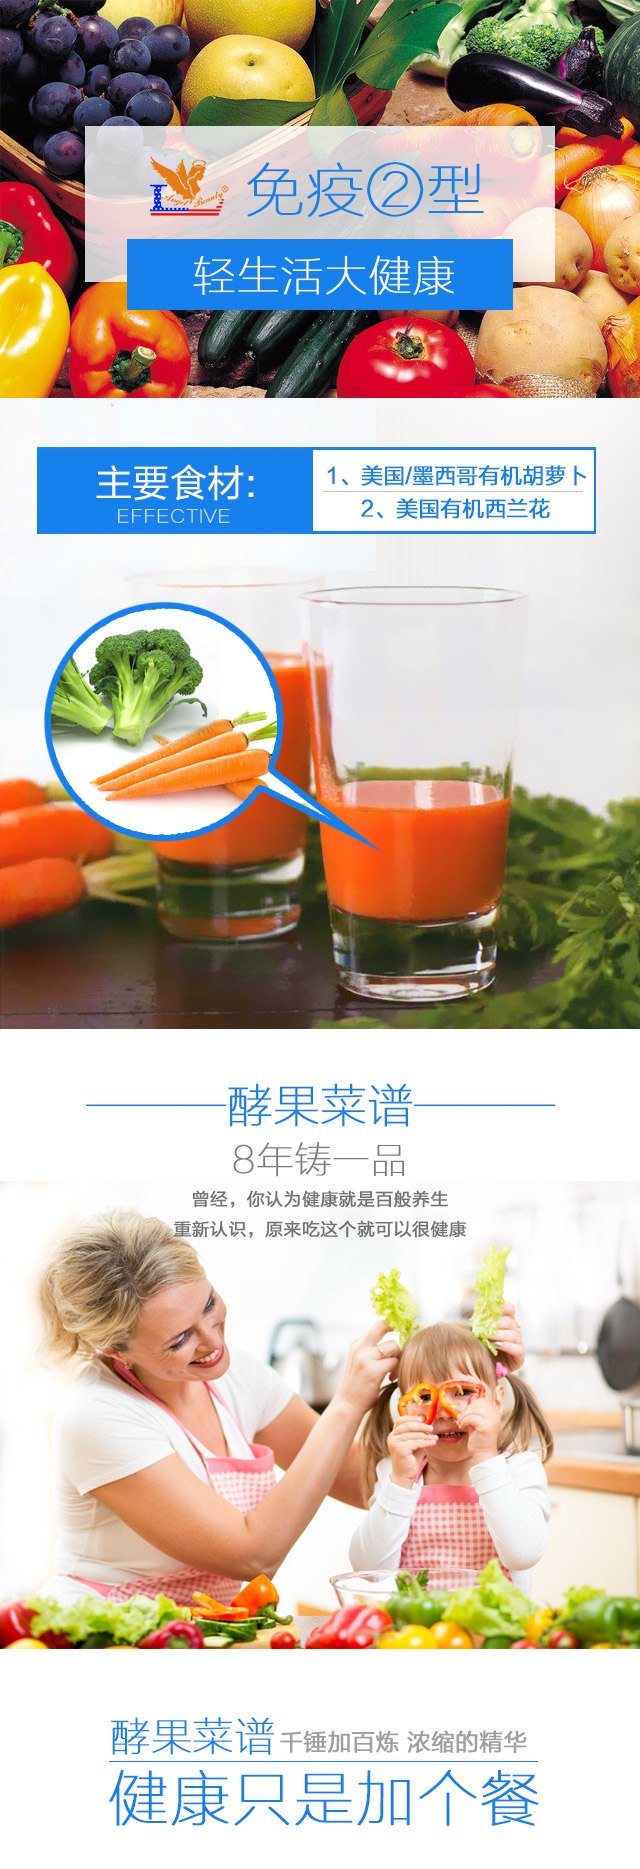 Angel Beauty®
免疫②型
轻生活大健康
主要食材:
EFFECTIVE
1、美国/墨西哥有机胡萝卜
2、美国有机西兰花
酵果菜谱
8年铸一品
曾经，你认为健康就是百般养生
重新认识，原来吃这个就可以很健康
酵果菜谱 千锤加百炼 浓缩的精华
健康只是加个餐